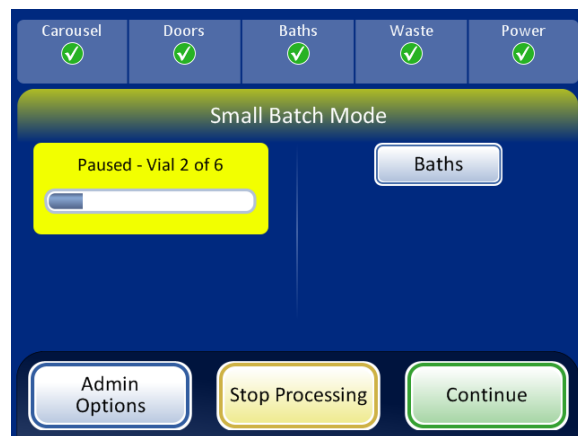 Carousel Doors Baths Waste Power
Small Batch Mode
Paused - Vial 2 of 6
Baths
Admin
Options
Stop Processing
Continue